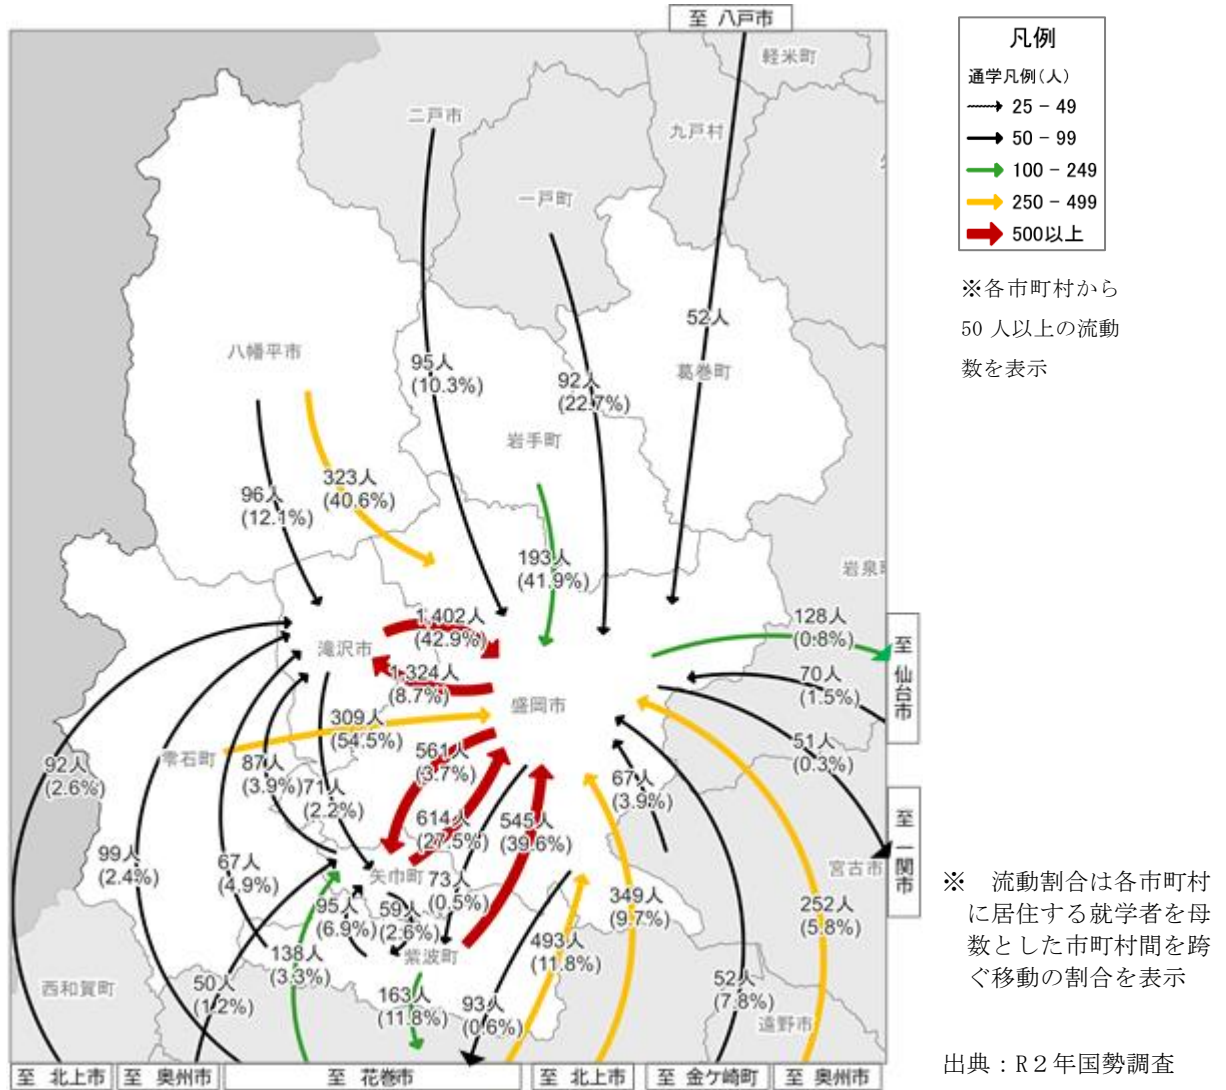 至 八戸市
軽米町
二戸市
九戸村
一戸町
52人
八幡平市
95人
(10.3%)
92人
(22.7%)
葛巻町
岩手町
323人
(40.6%)
96人
(12.1%)
193人
(41.9%)
岩泉町
1,402人
(42.9%)
128人
(0.8%)
至 仙台市
滝沢市
1,324人
(8.7%)
70人
(1.5%)
盛岡市
309人
(54.5%)
雫石町
561人
(3.7%)
51人
(0.3%)
92人
(2.6%)
87人
(3.9%)
71人
(2.2%)
67人
(3.9%)
至 一関市
614人
(27.5%)
545人
(39.6%)
99人
(2.4%)
67人
(4.9%)
矢巾町
73人
(0.5%)
宮古市
95人
(6.9%)
59人
(2.6%)
349人
(9.7%)
252人
(5.8%)
138人
(3.3%)
紫波町
493人
(11.8%)
西和賀町
50人
(1.2%)
163人
(11.8%)
93人
(0.6%)
52人
(7.8%)
遠野市
至 北上市
至 奥州市
至 花巻市
至 北上市
至 金ケ崎町
至 奥州市
凡例
通学凡例(人)
25 - 49
50 - 99
100 - 249
250 - 499
500以上
※各市町村から
50 人以上の流動
数を表示
※ 流動割合は各市町村
に居住する就学者を母
数とした市町村間を跨
ぐ移動の割合を表示
出典：R２年国勢調査